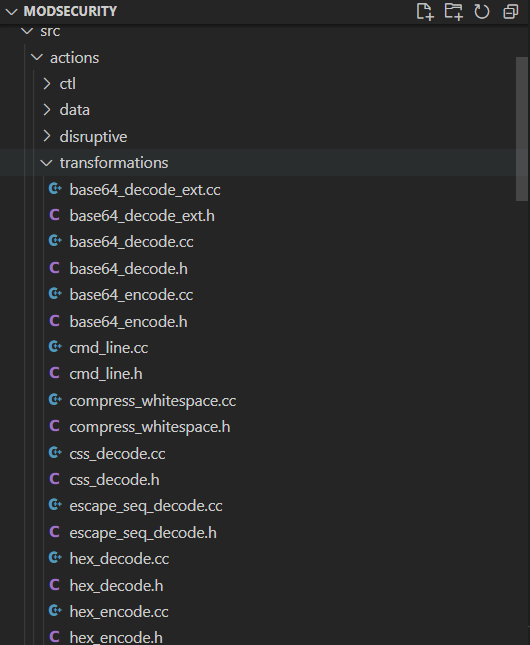 MODSECURITY
src
actions
ctl
data
disruptive
transformations
base64_decode_ext.cc
base64_decode_ext.h
base64_decode.cc
base64_decode.h
base64_encode.cc
base64_encode.h
cmd_line.cc
cmd_line.h
compress_whitespace.cc
compress_whitespace.h
css_decode.cc
css_decode.h
escape_seq_decode.cc
escape_seq_decode.h
hex_decode.cc
hex_decode.h
hex_encode.cc
hex_encode.h